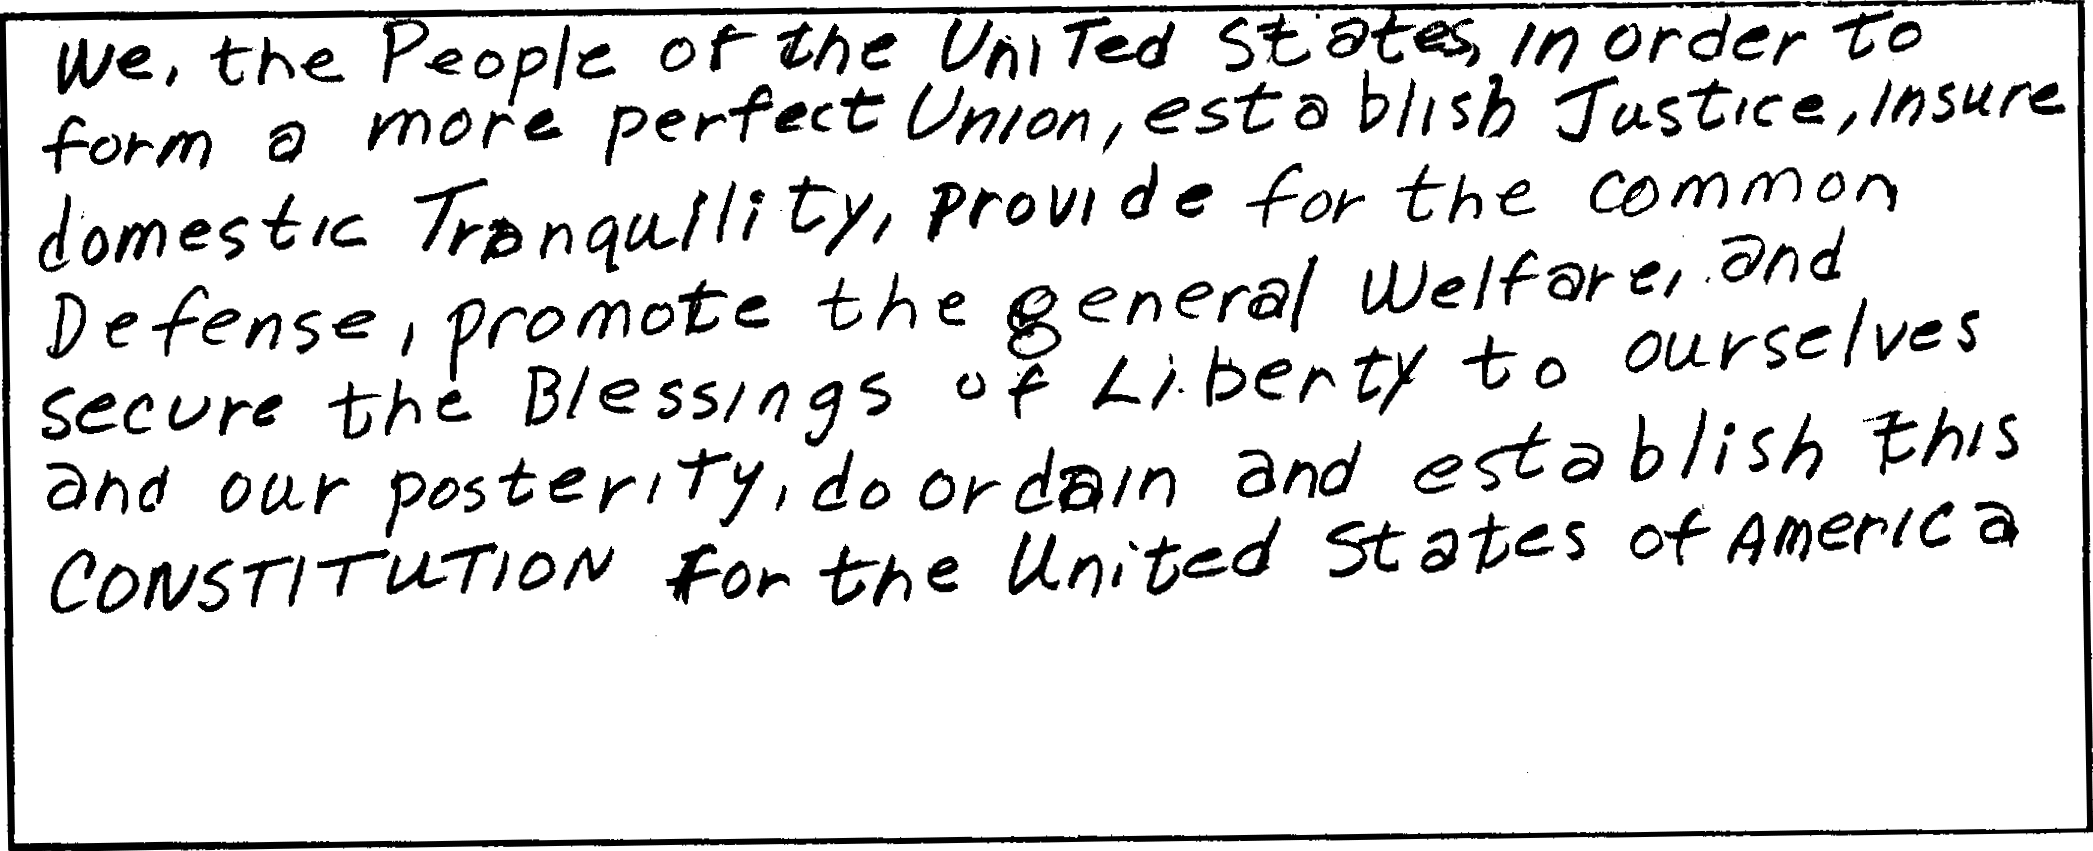 We, the People of the United States, in order to
form a more perfect Union, establish Justice, insure
domestic Tranquility, provide for the common
Defense, promote the general Welfare, and
secure the Blessings of Liberty to ourselves
and our posterity, do ordain and establish this
CONSTITUTION for the United States of America